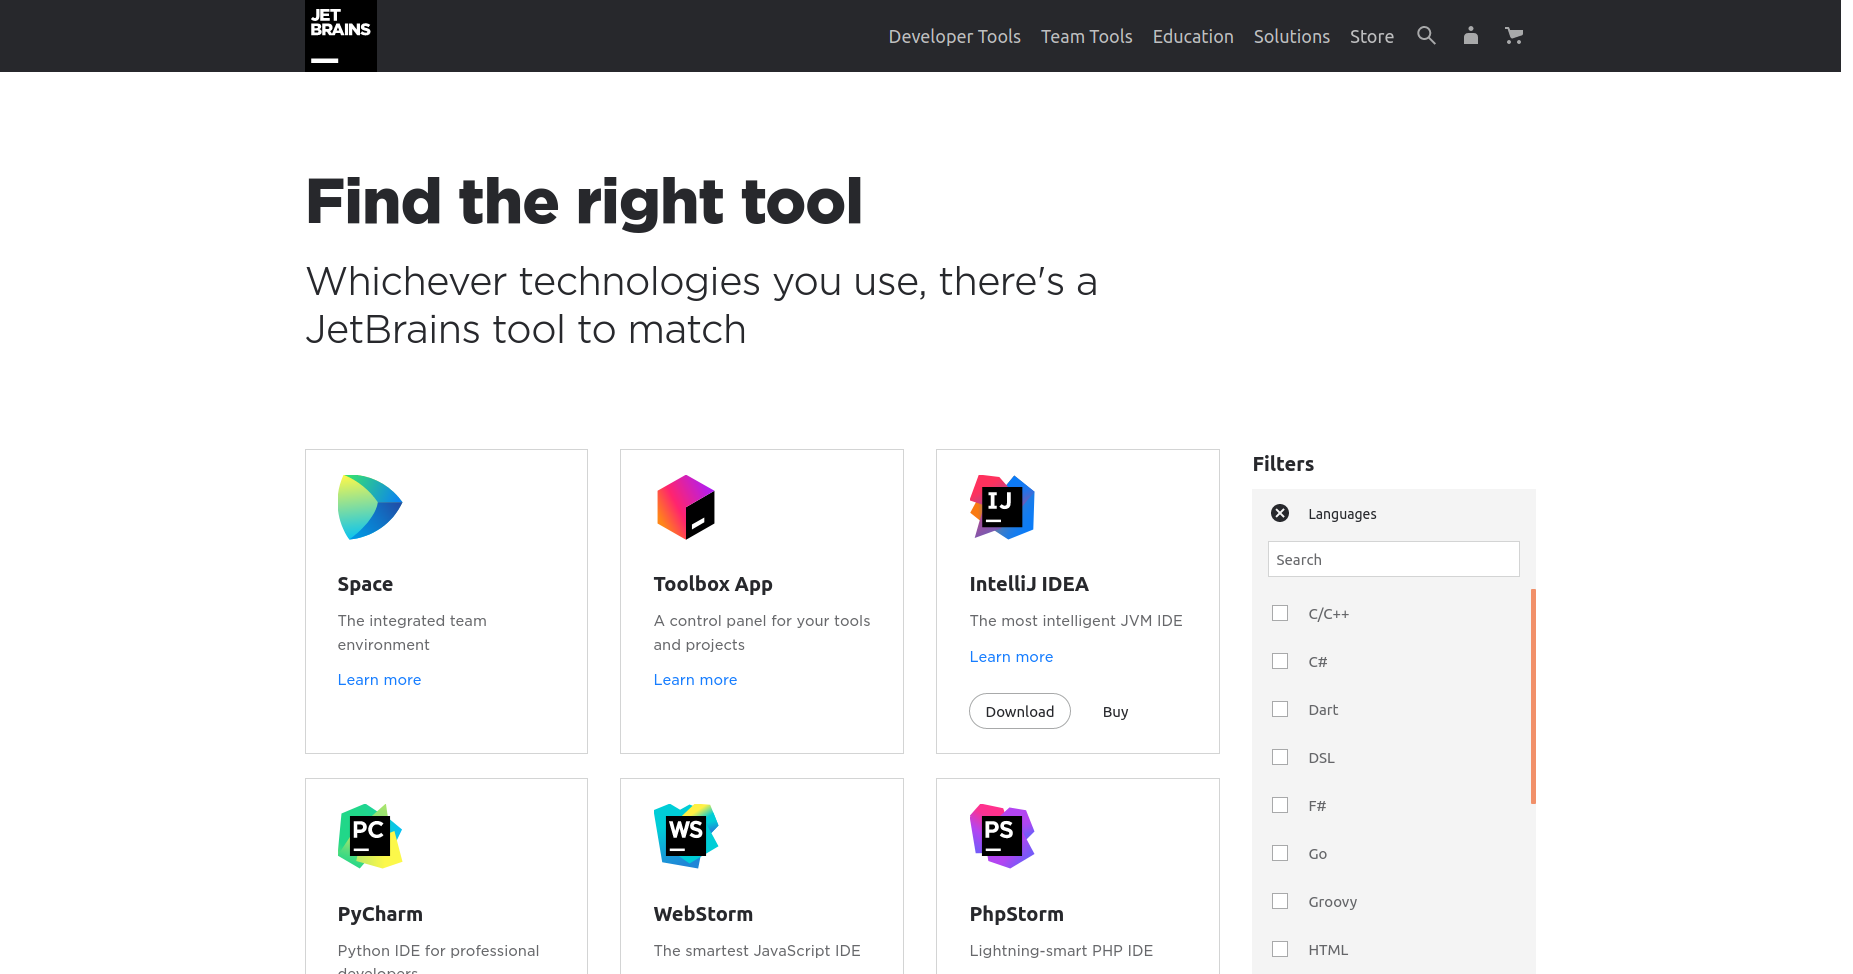 JET
BRAINS
Developer Tools
Team Tools
Education
Solutions
Store
Find the right tool
Whichever technologies you use, there's a
JetBrains tool to match
Space
The integrated team
environment
Learn more
Toolbox App
A control panel for your tools
and projects
Learn more
IJ
IntelliJ IDEA
The most intelligent JVM IDE
Learn more
Download
Buy
Filters
Languages
Search
C/C++
C#
Dart
DSL
F#
Go
Groovy
HTML
PC
PyCharm
Python IDE for professional
developers
WS
WebStorm
The smartest JavaScript IDE
PS
PhpStorm
Lightning-smart PHP IDE